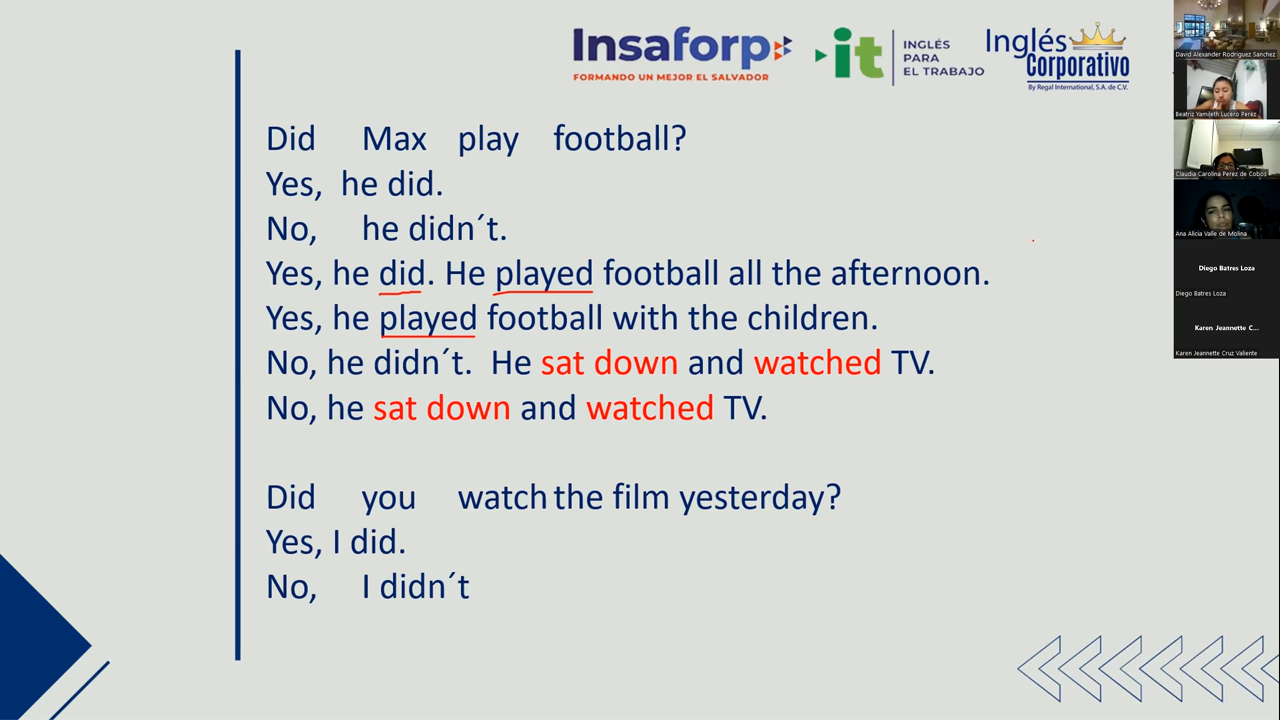 Insaforp
FORMANDO UN MEJOR EL SALVADOR
it
INGLÉS
PARA
EL TRABAJO
Inglés
Corporativo
By Regal International, S.A. de C.V.
Did Max play football?
Yes, he did.
No, he didn´t.
Yes, he did. He played football all the afternoon.
Yes, he played football with the children.
No, he didn´t. He sat down and watched TV.
No, he sat down and watched TV.
Did you watch the film yesterday?
Yes, I did.
No, I didn´t
David Alexander Rodriguez Sanchez
Beatriz Yamileth Lucero Perez
Claudia Carolina Perez de Cobos
Ana Alicia Valle de Molina
Diego Batres Loza
Diego Batres Loza
Karen Jeannette C...
Karen Jeannette Cruz Valiente